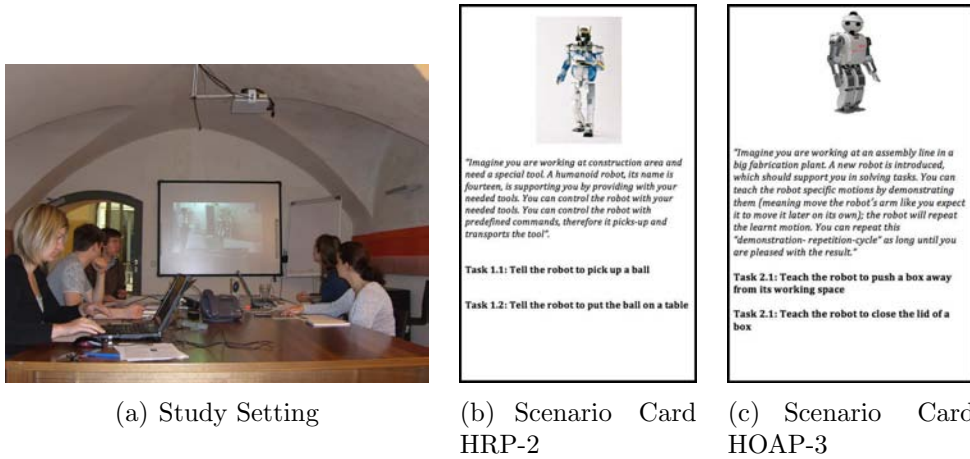 "Imagine you are working at construction area and
need a special tool. A humanoid robot, its name is
fourteen, is supporting you by providing with your
needed tools. You can control the robot with your
needed tools. You can control the robot with
predefined commands, therefore it picks-up and
transports the tool".
Task 1.1: Tell the robot to pick up a ball
Task 1.2: Tell the robot to put the ball on a table
"Imagine you are working at an assembly line in a
big fabrication plant. A new robot is introduced,
which should support you in solving tasks. You can
teach the robot specific motions by demonstrating
them (meaning move the robot's arm like you expect
it to move it later on its own); the robot will repeat
the learnt motion. You can repeat this
"demonstration- repetition-cycle" as long until you
are pleased with the result."
Task 2.1: Teach the robot to push a box away
from its working space
Task 2.1: Teach the robot to close the lid of a
box
(a) Study Setting
(b) Scenario Card
HRP-2
(c) Scenario Card
HOAP-3